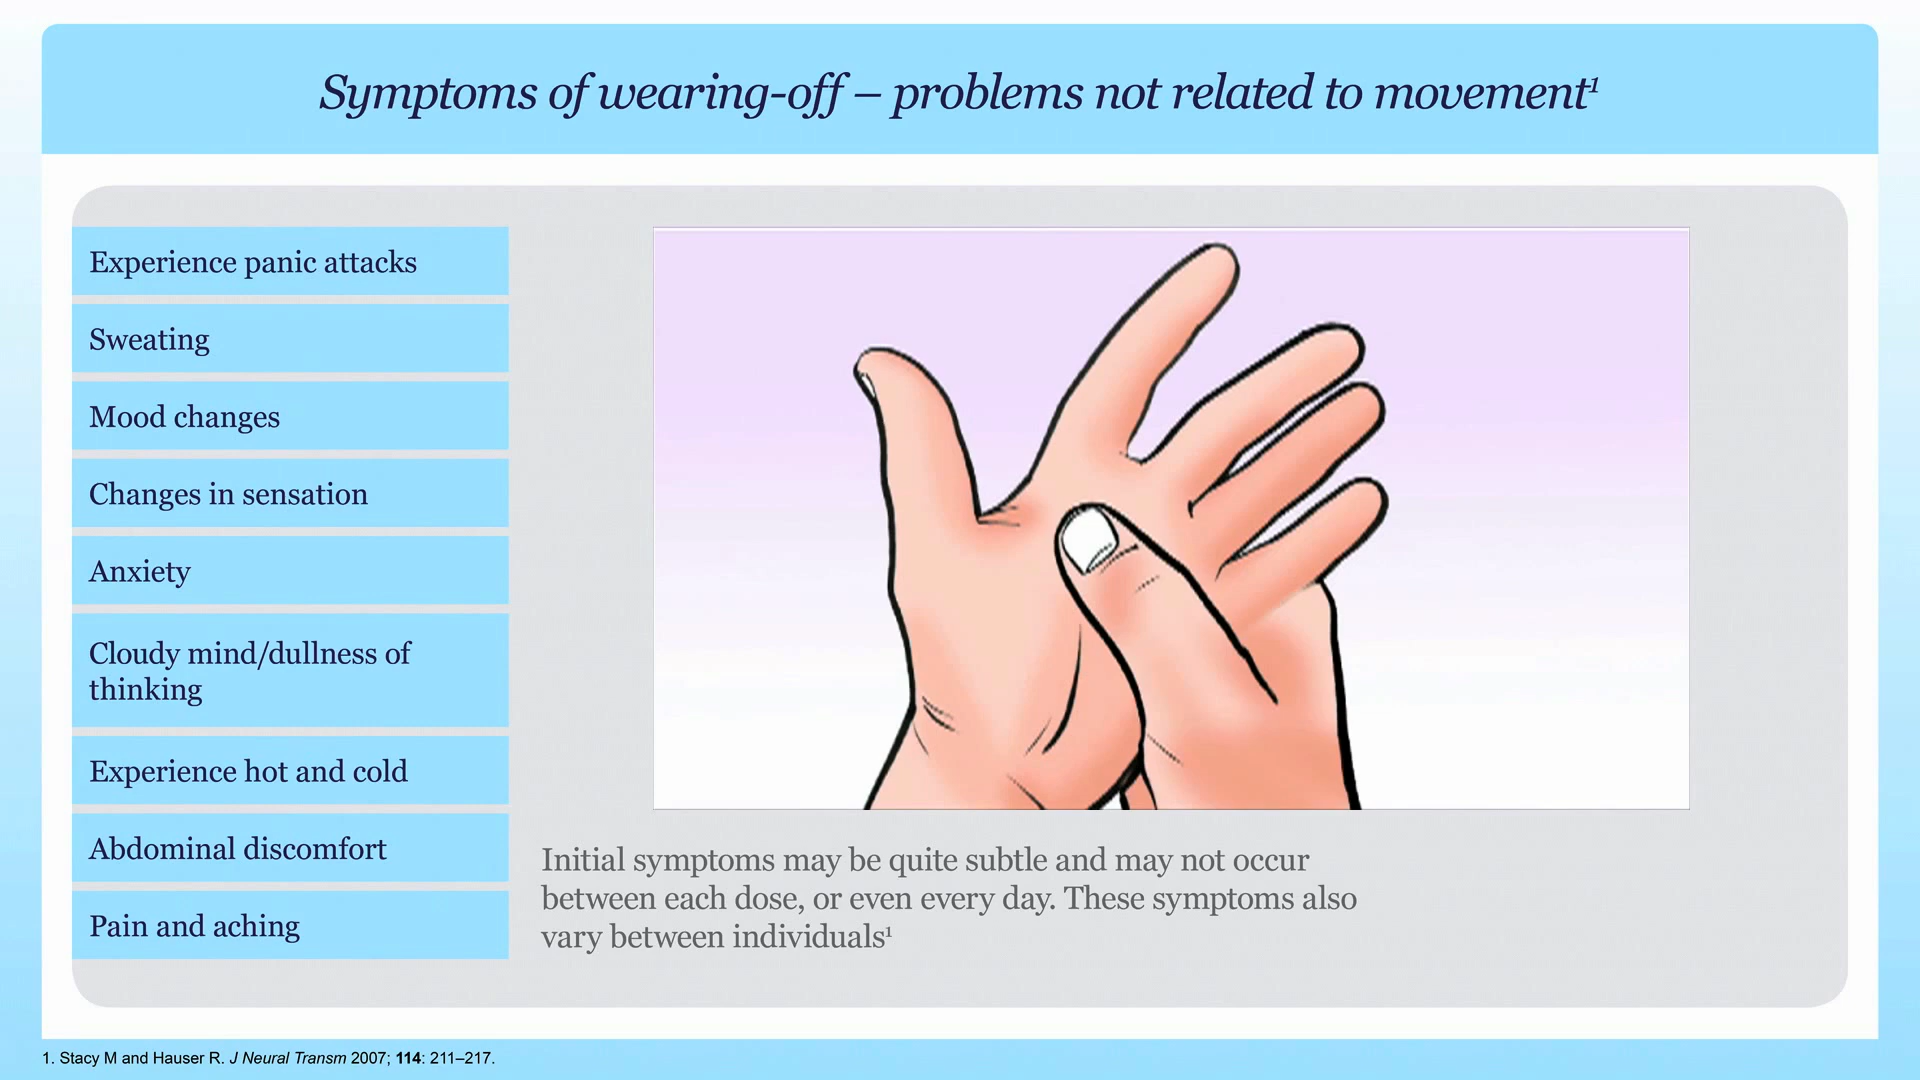 Symptoms of wearing-off – problems not related to movement¹
Experience panic attacks
Sweating
Mood changes
Changes in sensation
Anxiety
Cloudy mind/dullness of
thinking
Experience hot and cold
Abdominal discomfort
Pain and aching
Initial symptoms may be quite subtle and may not occur
between each dose, or even every day. These symptoms also
vary between individuals¹
1. Stacy M and Hauser R. J Neural Transm 2007; 114: 211–217.